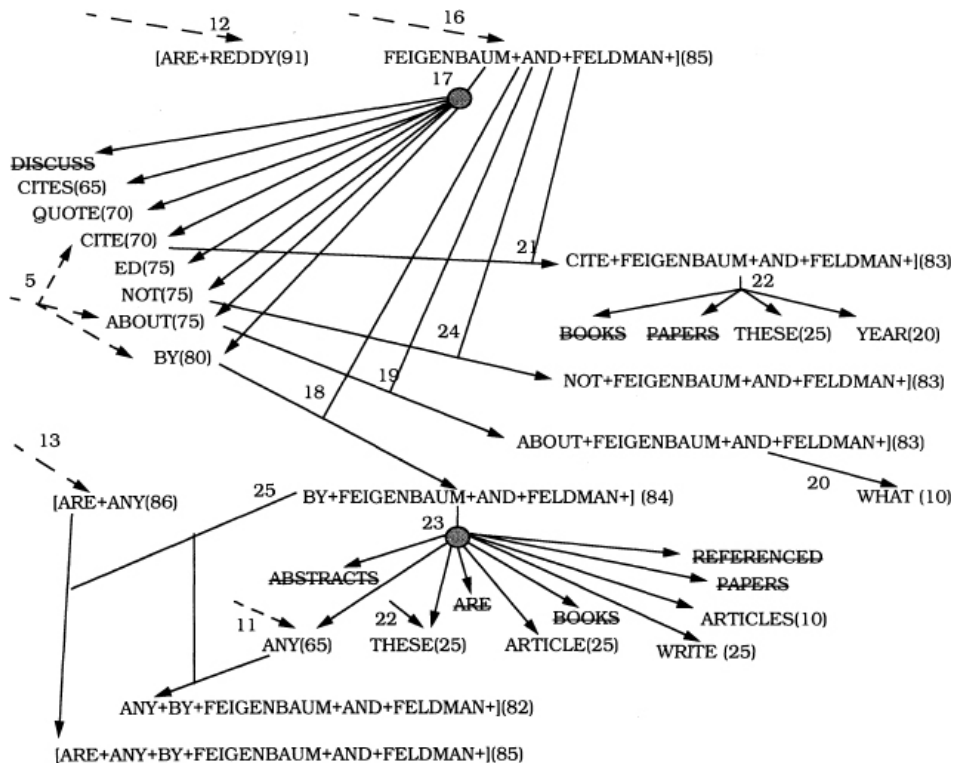 12
16
[ARE+REDDY(91)
FEIGENBAUM+AND+FELDMAN+](85)
17
DISCUSS
CITES(65)
QUOTE(70)
CITE(70)
21
CITE+FEIGENBAUM+AND+FELDMAN+](83)
ED(75)
5
22
NOT(75)
ABOUT(75)
24
BOOKS
PAPERS
THESE(25)
YEAR(20)
BY(80)
19
NOT+FEIGENBAUM+AND+FELDMAN+](83)
18
13
ABOUT+FEIGENBAUM+AND+FELDMAN+](83)
20
WHAT (10)
[ARE+ANY(86)
25
BY+FEIGENBAUM+AND+FELDMAN+] (84)
23
REFERENCED
ABSTRACTS
PAPERS
ARE
BOOKS
ARTICLES(10)
11
22
ANY(65)
THESE(25)
ARTICLE(25)
WRITE (25)
ANY+BY+FEIGENBAUM+AND+FELDMAN+](82)
[ARE+ANY+BY+FEIGENBAUM+AND+FELDMAN+](85)